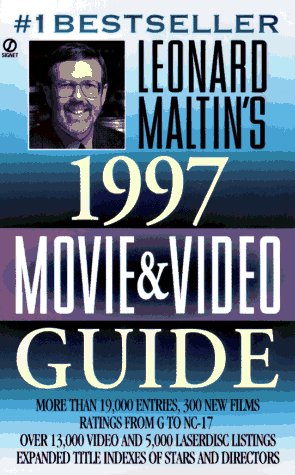 #1 BESTSELLER
SIGNET
LEONARD
MALTIN'S
1997
MOVIE & VIDEO
GUIDE
MORE THAN 19,000 ENTRIES, 300 NEW FILMS
RATINGS FROM G TO NC-17
OVER 13,000 VIDEO AND 5,000 LASERDISC LISTINGS
EXPANDED TITLE INDEXES OF STARS AND DIRECTORS